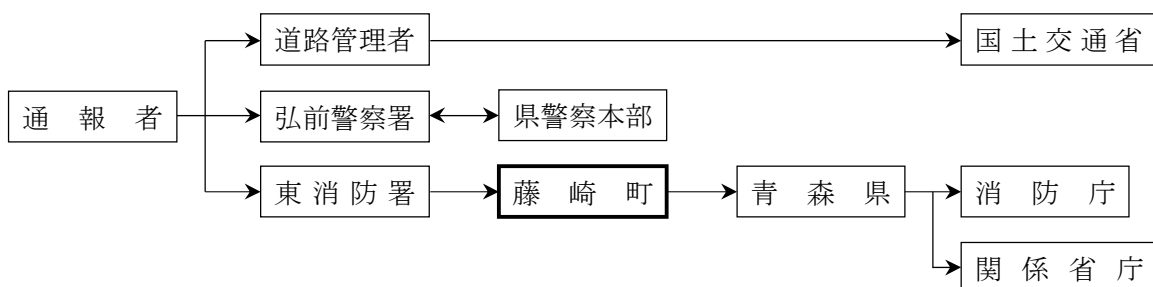 道路管理者
国土交通省
通報者
弘前警察署
県警察本部
東消防署
藤崎町
青森県
消防庁
関係省庁